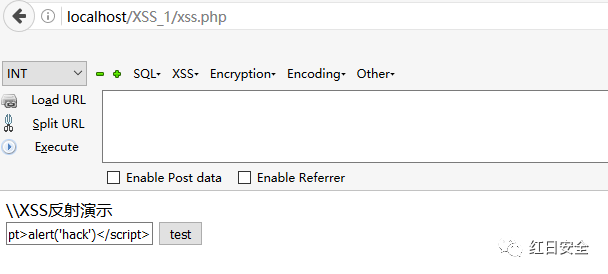 localhost/XSS_1/xss.php
INT SQL XSS Encryption Encoding Other
Load URL
Split URL
Execute
Enable Post data Enable Referrer
\\XSS反射演示
pt>alert('hack')</script> test
红日安全